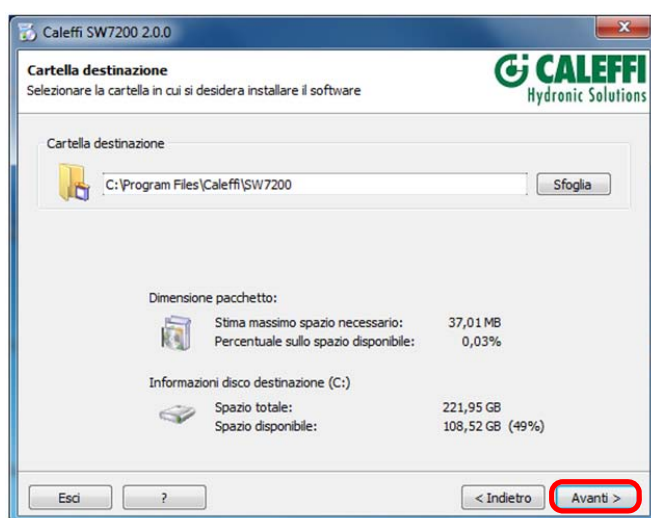 Caleffi SW7200 2.0.0
Cartella destinazione
Selezionare la cartella in cui si desidera installare il software
CALEFFI
Hydronic Solutions
Cartella destinazione
C:\Program Files\Caleffi\SW7200
Sfoglia
Dimensione pacchetto:
Stima massimo spazio necessario: 37,01 MB
Percentuale sullo spazio disponibile: 0,03%
Informazioni disco destinazione (C:)
Spazio totale: 221,95 GB
Spazio disponibile: 108,52 GB (49%)
Esci ? < Indietro Avanti >